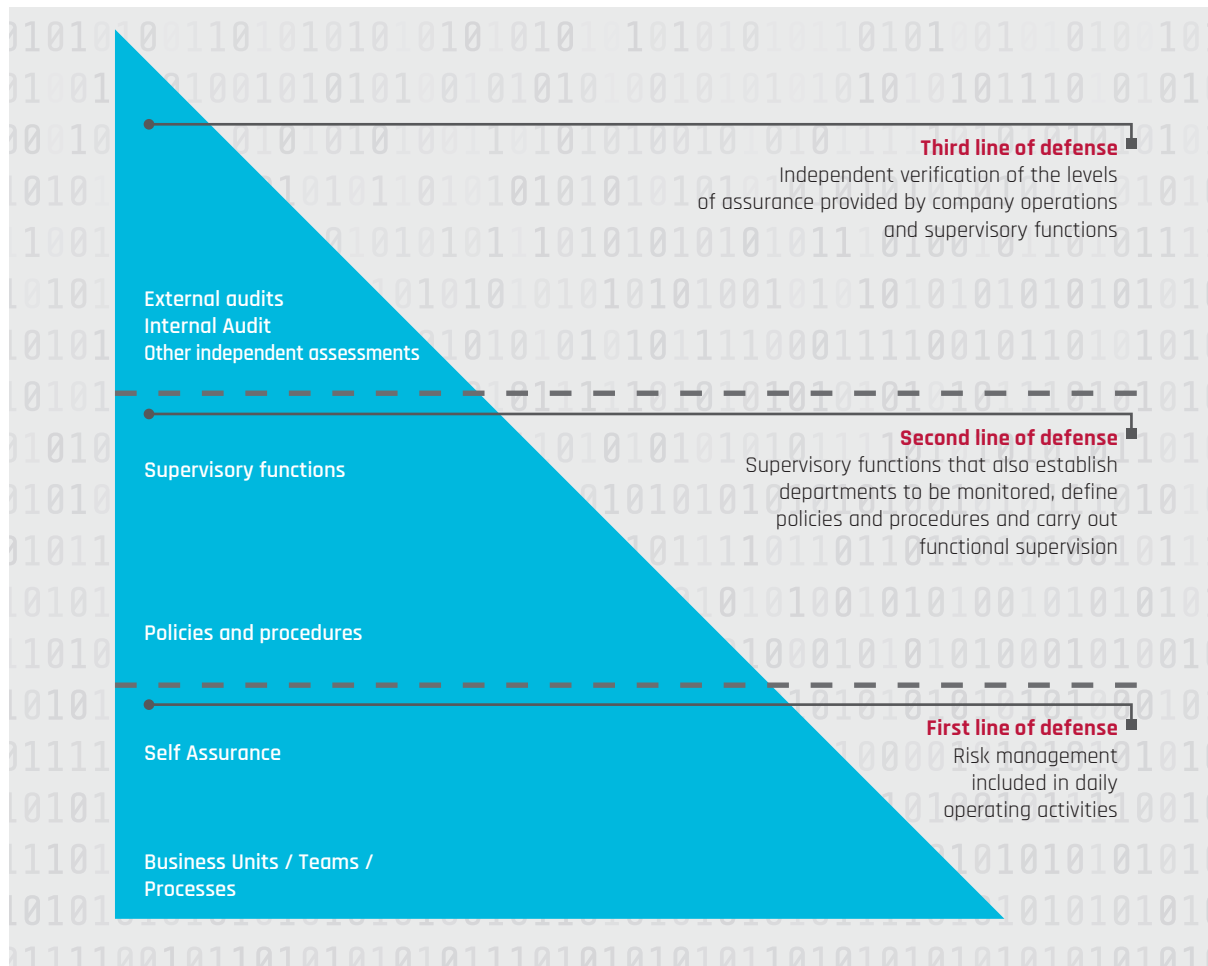 Third line of defense
Independent verification of the levels
of assurance provided by company operations
and supervisory functions
External audits
Internal Audit
Other independent assessments
Second line of defense
Supervisory functions that also establish
departments to be monitored, define
policies and procedures and carry out
functional supervision
Supervisory functions
Policies and procedures
First line of defense
Risk management
included in daily
operating activities
Self Assurance
Business Units / Teams /
Processes